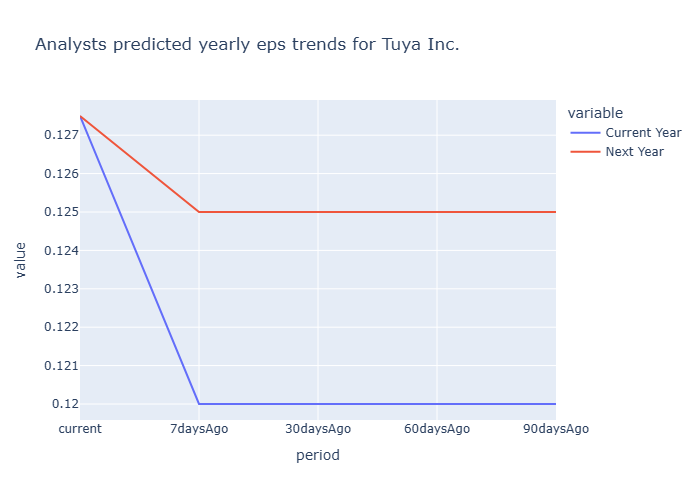 Analysts predicted yearly eps trends for Tuya Inc.
variable
Current Year
Next Year
value
0.127
0.126
0.125
0.124
0.123
0.122
0.121
0.12
current
7daysAgo
30daysAgo
60daysAgo
90daysAgo
period